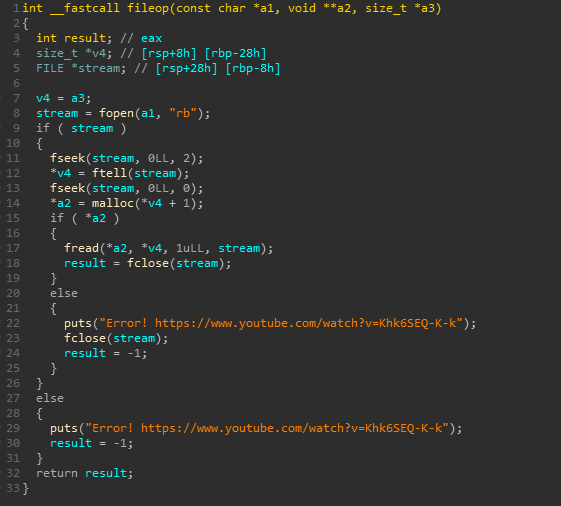 1 int __fastcall fileop(const char *a1, void **a2, size_t *a3)
2 {
3   int result; // eax
4   size_t *v4; // [rsp+8h] [rbp-28h]
5   FILE *stream; // [rsp+28h] [rbp-8h]
6
7   v4 = a3;
8   stream = fopen(a1, "rb");
9   if ( stream )
10   {
11     fseek(stream, 0LL, 2);
12     *v4 = ftell(stream);
13     fseek(stream, 0LL, 0);
14     *a2 = malloc(*v4 + 1);
15     if ( *a2 )
16     {
17       fread(*a2, *v4, 1uLL, stream);
18       result = fclose(stream);
19     }
20     else
21     {
22       puts("Error! https://www.youtube.com/watch?v=Khk6SEQ-K-k");
23       fclose(stream);
24       result = -1;
25     }
26   }
27   else
28   {
29     puts("Error! https://www.youtube.com/watch?v=Khk6SEQ-K-k");
30     result = -1;
31   }
32   return result;
33 }